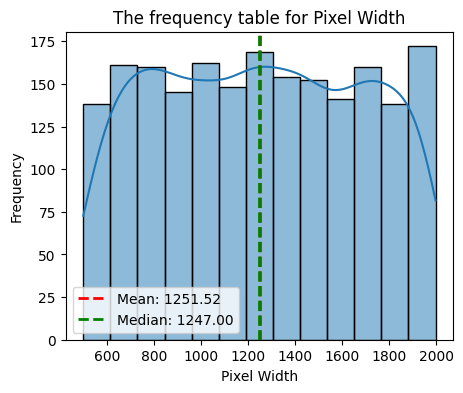 The frequency table for Pixel Width
175
150
125
100
75
50
25
0
Frequency
Mean: 1251.52
Median: 1247.00
600 800 1000 1200 1400 1600 1800 2000
Pixel Width